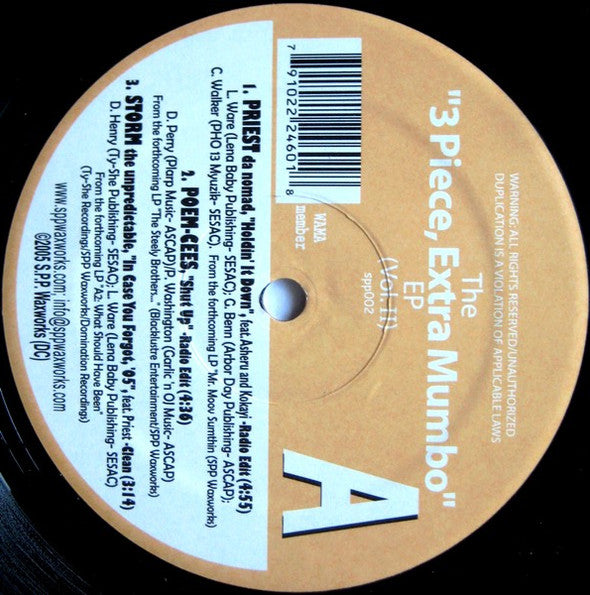 WARNING: ALL RIGHTS RESERVED/UNAUTHORIZED
DUPLICATION IS A VIOLATION OF APPLICABLE LAWS
The
"3 Piece, Extra Mumbo"
EP
(Vol.II)
spp002
7 91022 24601 8
WAMA
member
A
1. PRIEST da nomad, "Holdin' It Down", feat. Asheru and Kokayi -Radio Edit (4:55)
L. Ware (Lena Baby Publishing- SESAC); G. Benn (Arbor Day Publishing- ASCAP);
C. Walker (PHO 13 Myuzik- SESAC), From the forthcoming LP "Mr. Moov Sumthin (SPP Waxworks)
2. POEM-CEES, "Shut Up" -Radio Edit (4:36)
D. Perry (Plarp Music- ASCAP)/P. Washington (Garlic 'n OJ Music- ASCAP)
From the forthcoming LP "The Steely Brothen..." (Blacklustre Entertainment/SPP Waxworks)
3. STORM the unpredictable, "In Case You Forgot, '05", feat. Priest -Clean (3:14)
D. Henry (Ty-She Publishing- SESAC); L. Ware (Lena Baby Publishing- SESAC)
From the forthcoming LP "A2: What Should Have Been"
(Ty-She Recording/SPP Waxworks/Domination Recordings)
www.sppwaxworks.com, info@sppwaxworks.com
©2005 S.P.P. Waxworks (DC)